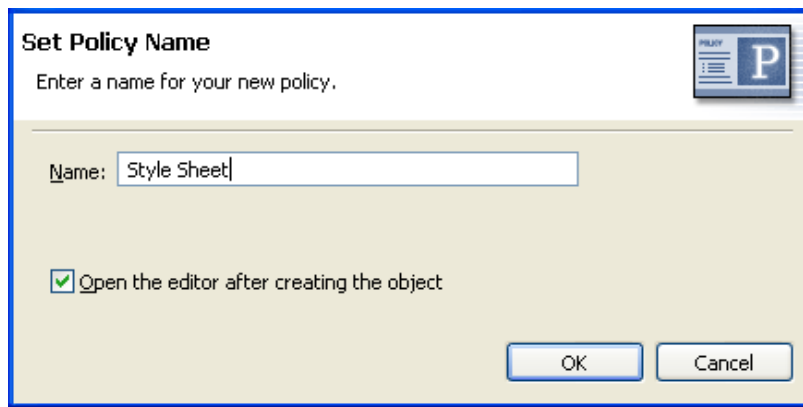 Set Policy Name
Enter a name for your new policy.
POLICY
P
Name: Style Sheet
Open the editor after creating the object
OK Cancel